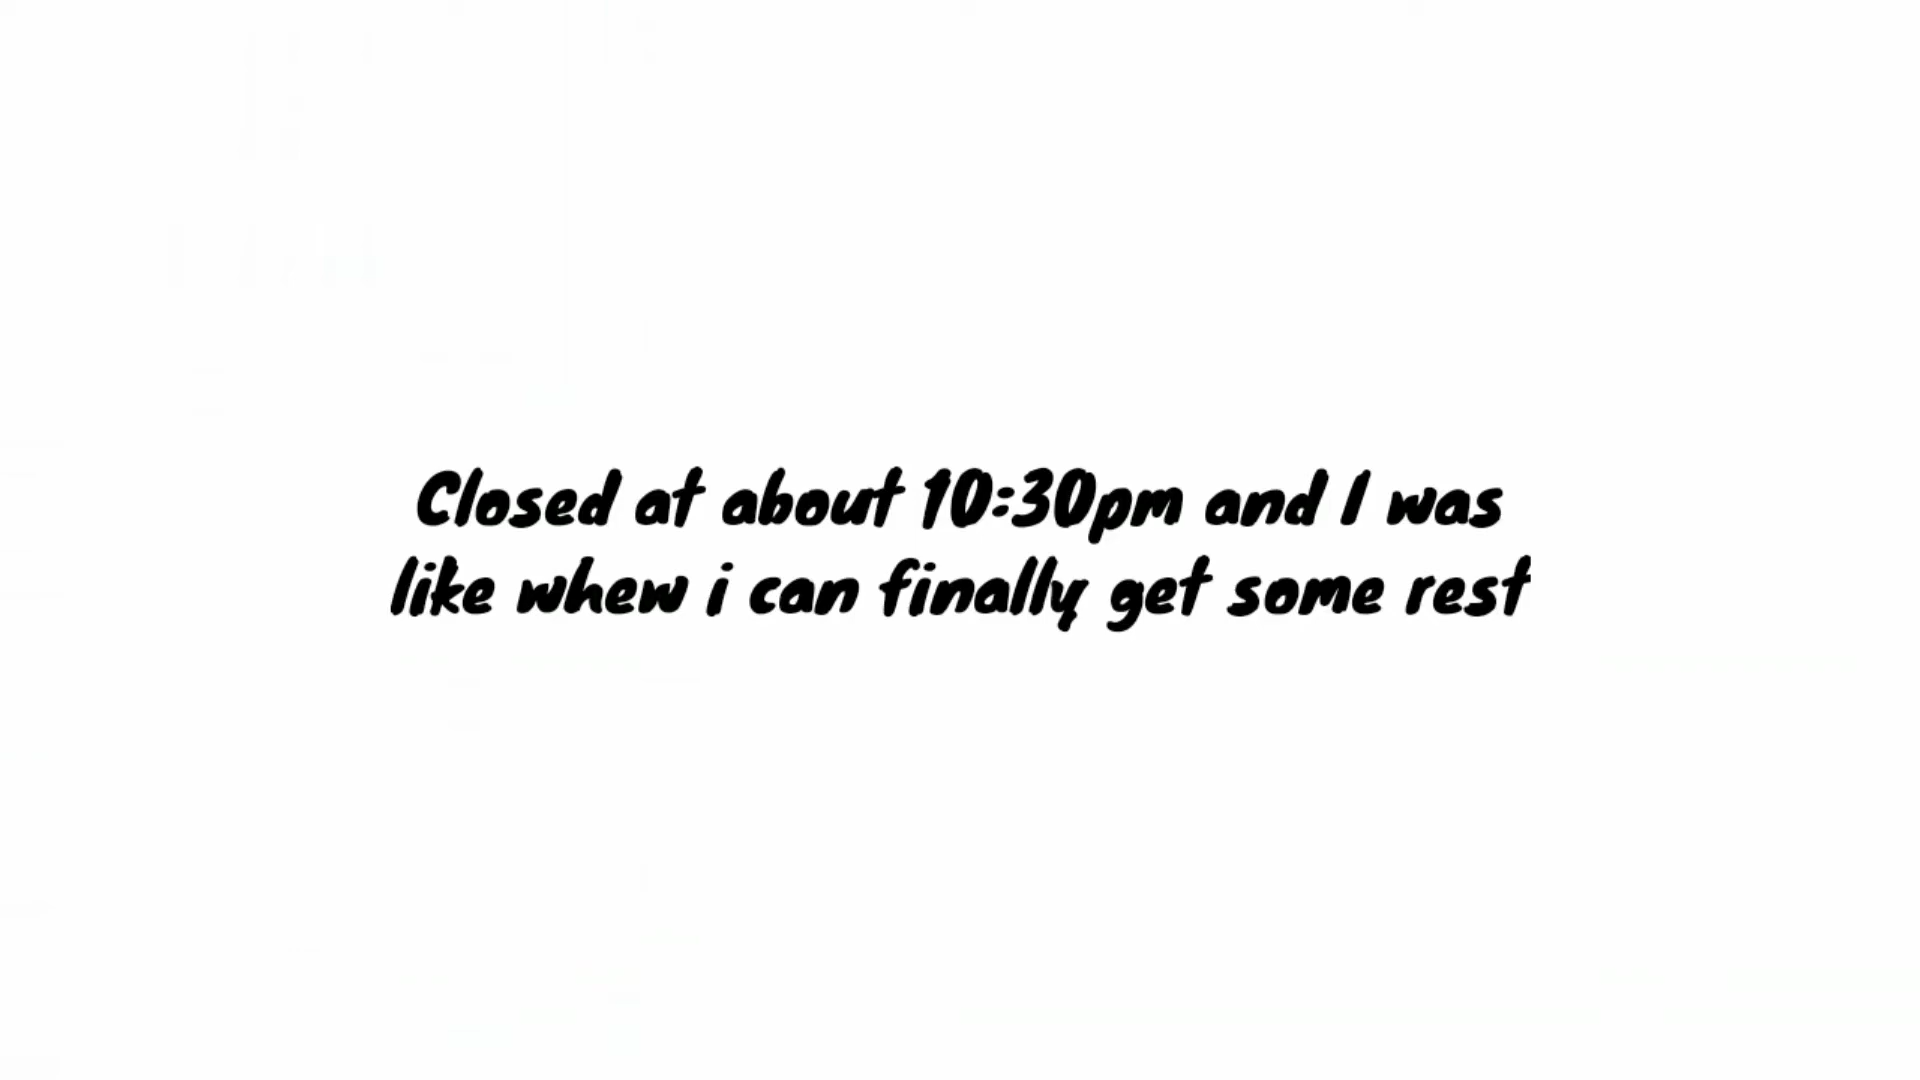 Closed at about 10:30pm and I was
like whew i can finally get some rest